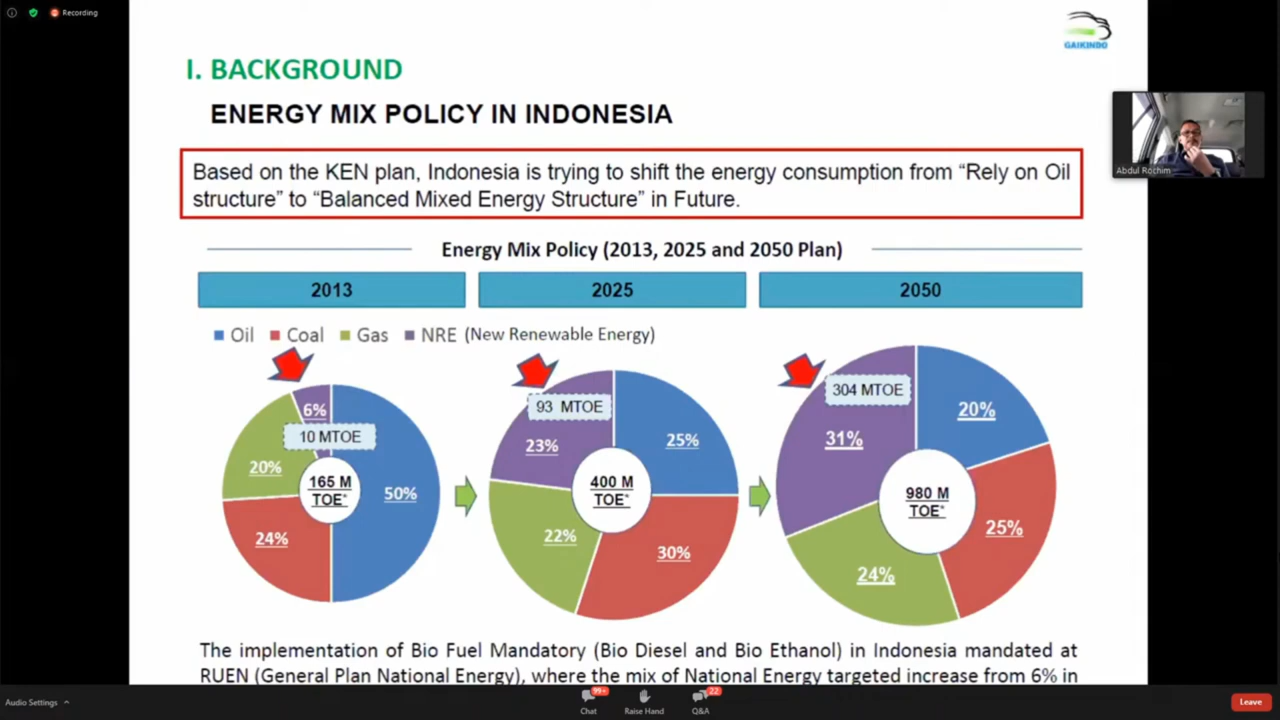 Recording
GAIKINDO
I. BACKGROUND
ENERGY MIX POLICY IN INDONESIA
Abdul Rochim
Based on the KEN plan, Indonesia is trying to shift the energy consumption from “Rely on Oil
structure” to “Balanced Mixed Energy Structure” in Future.
Energy Mix Policy (2013, 2025 and 2050 Plan)
2013
2025
2050
Oil Coal Gas NRE (New Renewable Energy)
6%
10 MTOE
20%
165 M
TOE*
50%
24%
93 MTOE
23%
25%
400 M
TOE*
22%
30%
304 MTOE
31%
20%
980 M
TOE*
25%
24%
The implementation of Bio Fuel Mandatory (Bio Diesel and Bio Ethanol) in Indonesia mandated at
RUEN (General Plan National Energy), where the mix of National Energy targeted increase from 6% in
Audio Settings
99+
Chat
Raise Hand
22
Q&A
Leave